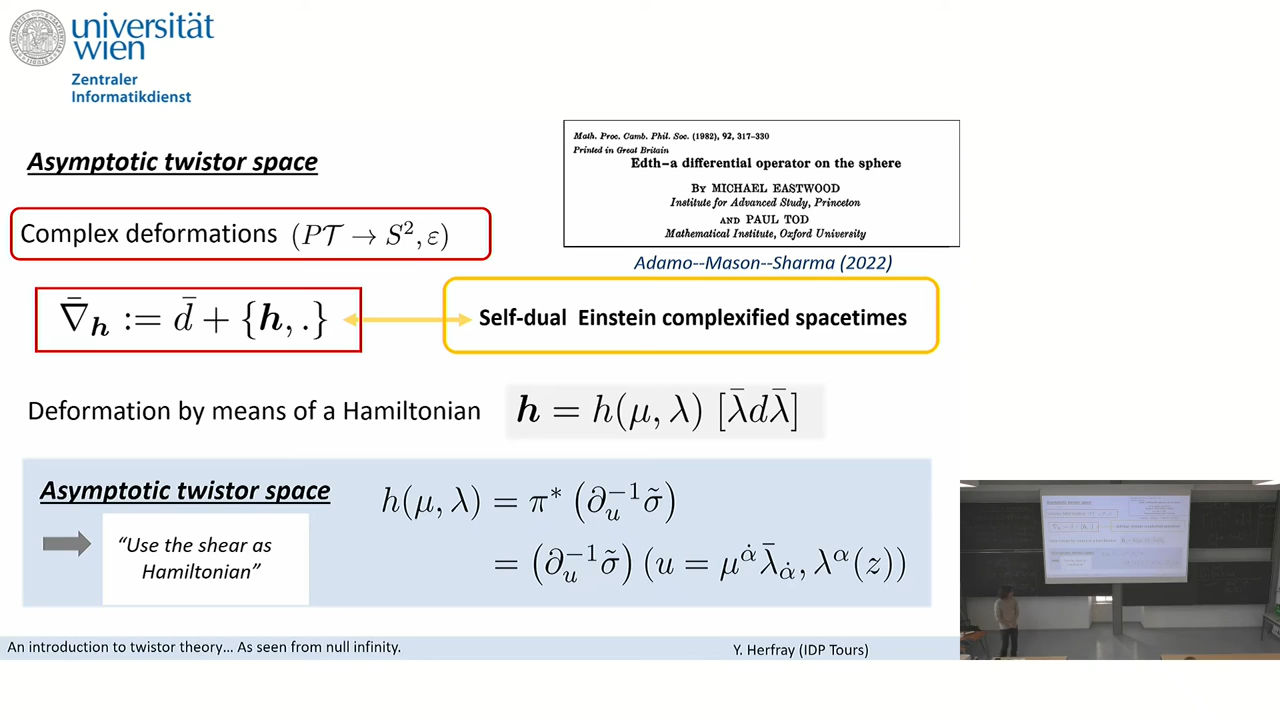 universität
wien
Zentraler
Informatikdienst
Asymptotic twistor space
Math. Proc. Camb. Phil. Soc. (1982), 92, 317-330
Printed in Great Britain
Edth–a differential operator on the sphere
By MICHAEL EASTWOOD
Institute for Advanced Study, Princeton
AND PAUL TOD
Mathematical Institute, Oxford University
Complex deformations (P𝒯 → S², ε)
Adamo--Mason--Sharma (2022)
∇̄_h := d̄ + {h, .}
Self-dual Einstein complexified spacetimes
Deformation by means of a Hamiltonian h = h(μ, λ) [λ̄dλ̄]
Asymptotic twistor space h(μ, λ) = π* (∂_u^{-1} σ̃)
"Use the shear as
Hamiltonian"
= (∂_u^{-1} σ̃) (u = μ^α̇ λ̄_α̇, λ^α(z))
An introduction to twistor theory... As seen from null infinity.
Y. Herfray (IDP Tours)